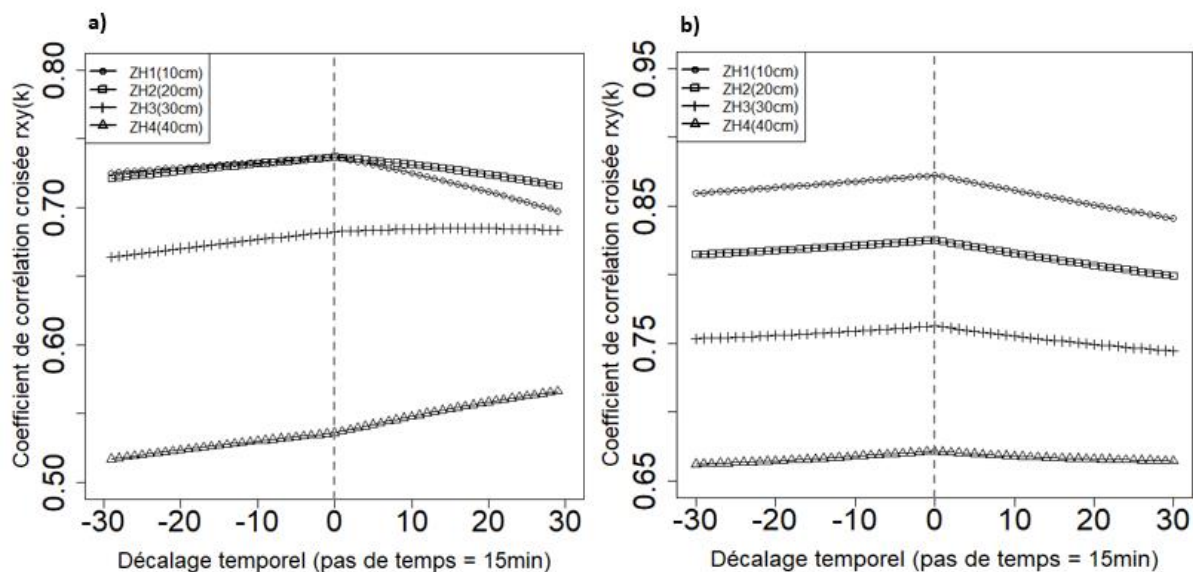 a)
ZH1(10cm)
ZH2(20cm)
ZH3(30cm)
ZH4(40cm)
Coefficient de corrélation croisée rxy(k)
0.80
0.70
0.60
0.50
-30 -20 -10 0 10 20 30
Décalage temporel (pas de temps = 15min)
b)
ZH1(10cm)
ZH2(20cm)
ZH3(30cm)
ZH4(40cm)
Coefficient de corrélation croisée rxy(k)
0.95
0.85
0.75
0.65
-30 -20 -10 0 10 20 30
Décalage temporel (pas de temps = 15min)